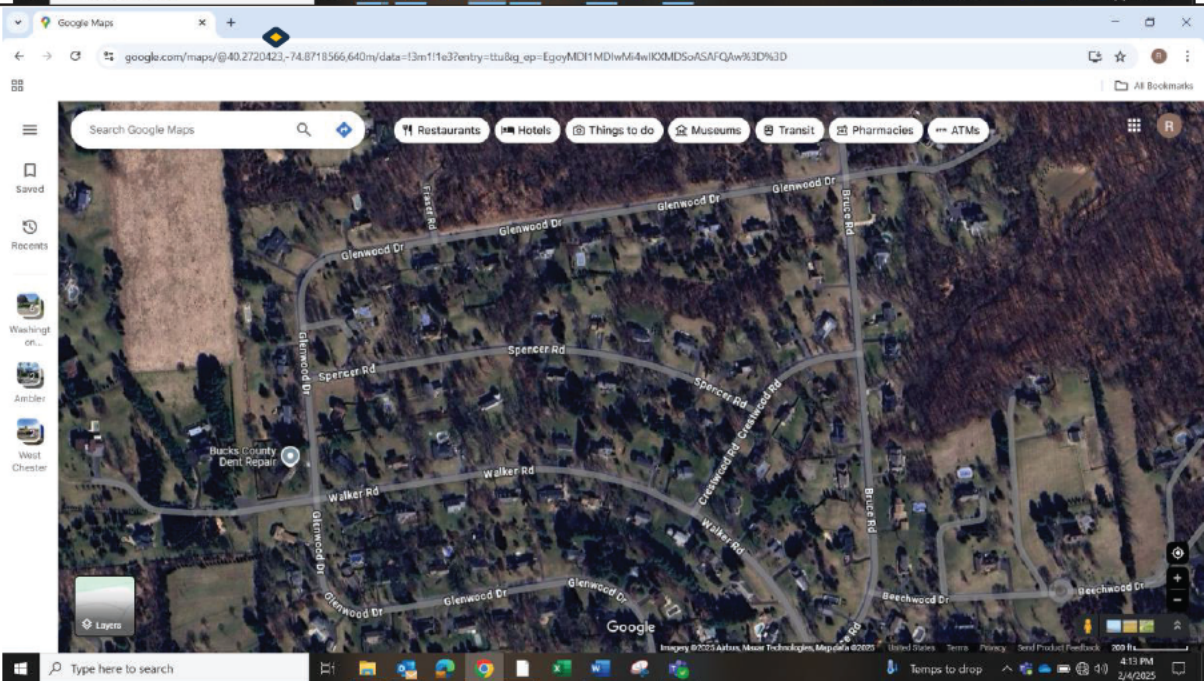 Google Maps
google.com/maps/@40.2720423,-74.8718566,640m/data=!3m1!1e3?entry=ttu&g_ep=EgoyMDI1MDIwMi4wIKXMDSoASAFQAw%3D%3D
All Bookmarks
Search Google Maps
Restaurants
Hotels
Things to do
Museums
Transit
Pharmacies
ATMs
R
Saved
Recents
Washingt
on...
Ambler
West
Chester
Glenwood Dr
Glenwood Dr
Glenwood Dr
Glenwood Dr
Fraser Rd
Bruce Rd
Glenwood Dr
Spencer Rd
Spencer Rd
Spencer Rd
Crestwood Rd
Crestwood Rd
Bucks County
Dent Repair
Walker Rd
Walker Rd
Walker Rd
Bruce Rd
Glenwood Dr
Glenwood Dr
Glenwood Dr
Glenwood Dr
Beechwood Dr
Beechwood Dr
Layers
Google
Imagery ©2025 Airbus, Maxar Technologies, Map data ©2025
United States
Terms
Privacy
Send Product Feedback
200 ft
Type here to search
Temps to drop
4:13 PM
2/4/2025